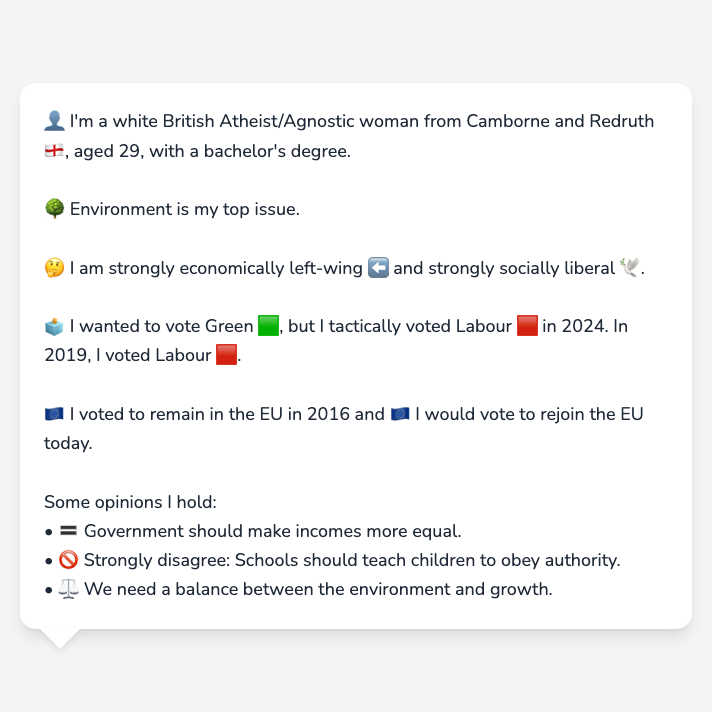 👤 I'm a white British Atheist/Agnostic woman from Camborne and Redruth
🏴󠁧󠁢󠁥󠁮󠁧󠁿, aged 29, with a bachelor's degree.
🌳 Environment is my top issue.
🤔 I am strongly economically left-wing ⬅️ and strongly socially liberal 🕊️.
🗳️ I wanted to vote Green 🟩, but I tactically voted Labour 🟥 in 2024. In
2019, I voted Labour 🟥.
🇪🇺 I voted to remain in the EU in 2016 and 🇪🇺 I would vote to rejoin the EU
today.
Some opinions I hold:
• 🟰 Government should make incomes more equal.
• 🚫 Strongly disagree: Schools should teach children to obey authority.
• ⚖️ We need a balance between the environment and growth.